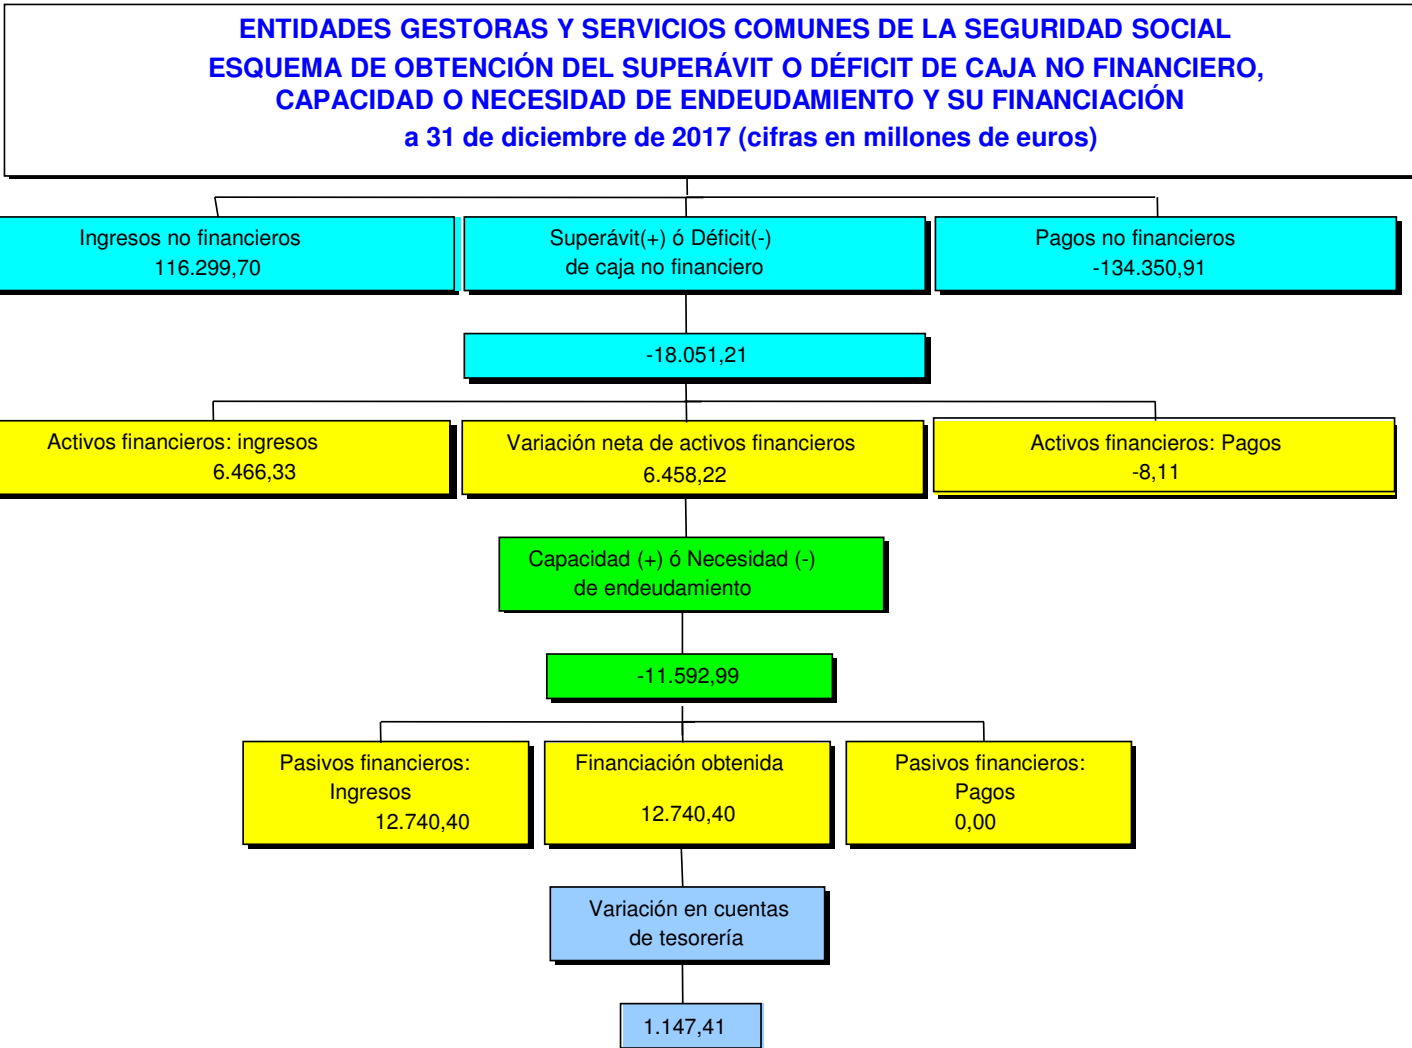 ENTIDADES GESTORAS Y SERVICIOS COMUNES DE LA SEGURIDAD SOCIAL
ESQUEMA DE OBTENCIÓN DEL SUPERÁVIT O DÉFICIT DE CAJA NO FINANCIERO,
CAPACIDAD O NECESIDAD DE ENDEUDAMIENTO Y SU FINANCIACIÓN
a 31 de diciembre de 2017 (cifras en millones de euros)
Ingresos no financieros
116.299,70
Superávit(+) ó Déficit(-)
de caja no financiero
Pagos no financieros
-134.350,91
-18.051,21
Activos financieros: ingresos
6.466,33
Variación neta de activos financieros
6.458,22
Activos financieros: Pagos
-8,11
Capacidad (+) ó Necesidad (-)
de endeudamiento
-11.592,99
Pasivos financieros:
Ingresos
12.740,40
Financiación obtenida
12.740,40
Pasivos financieros:
Pagos
0,00
Variación en cuentas
de tesorería
1.147,41